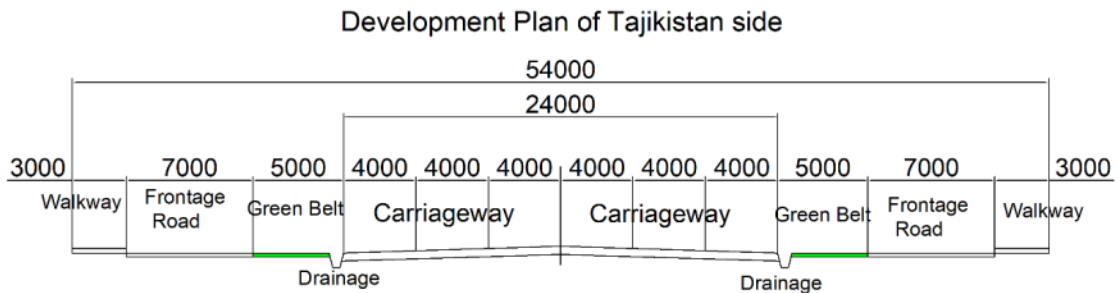 Development Plan of Tajikistan side
54000
24000
3000 7000 5000 4000 4000 4000 4000 4000 4000 5000 7000 3000
Walkway Frontage Road Green Belt Carriageway Carriageway Green Belt Frontage Road Walkway
Drainage Drainage